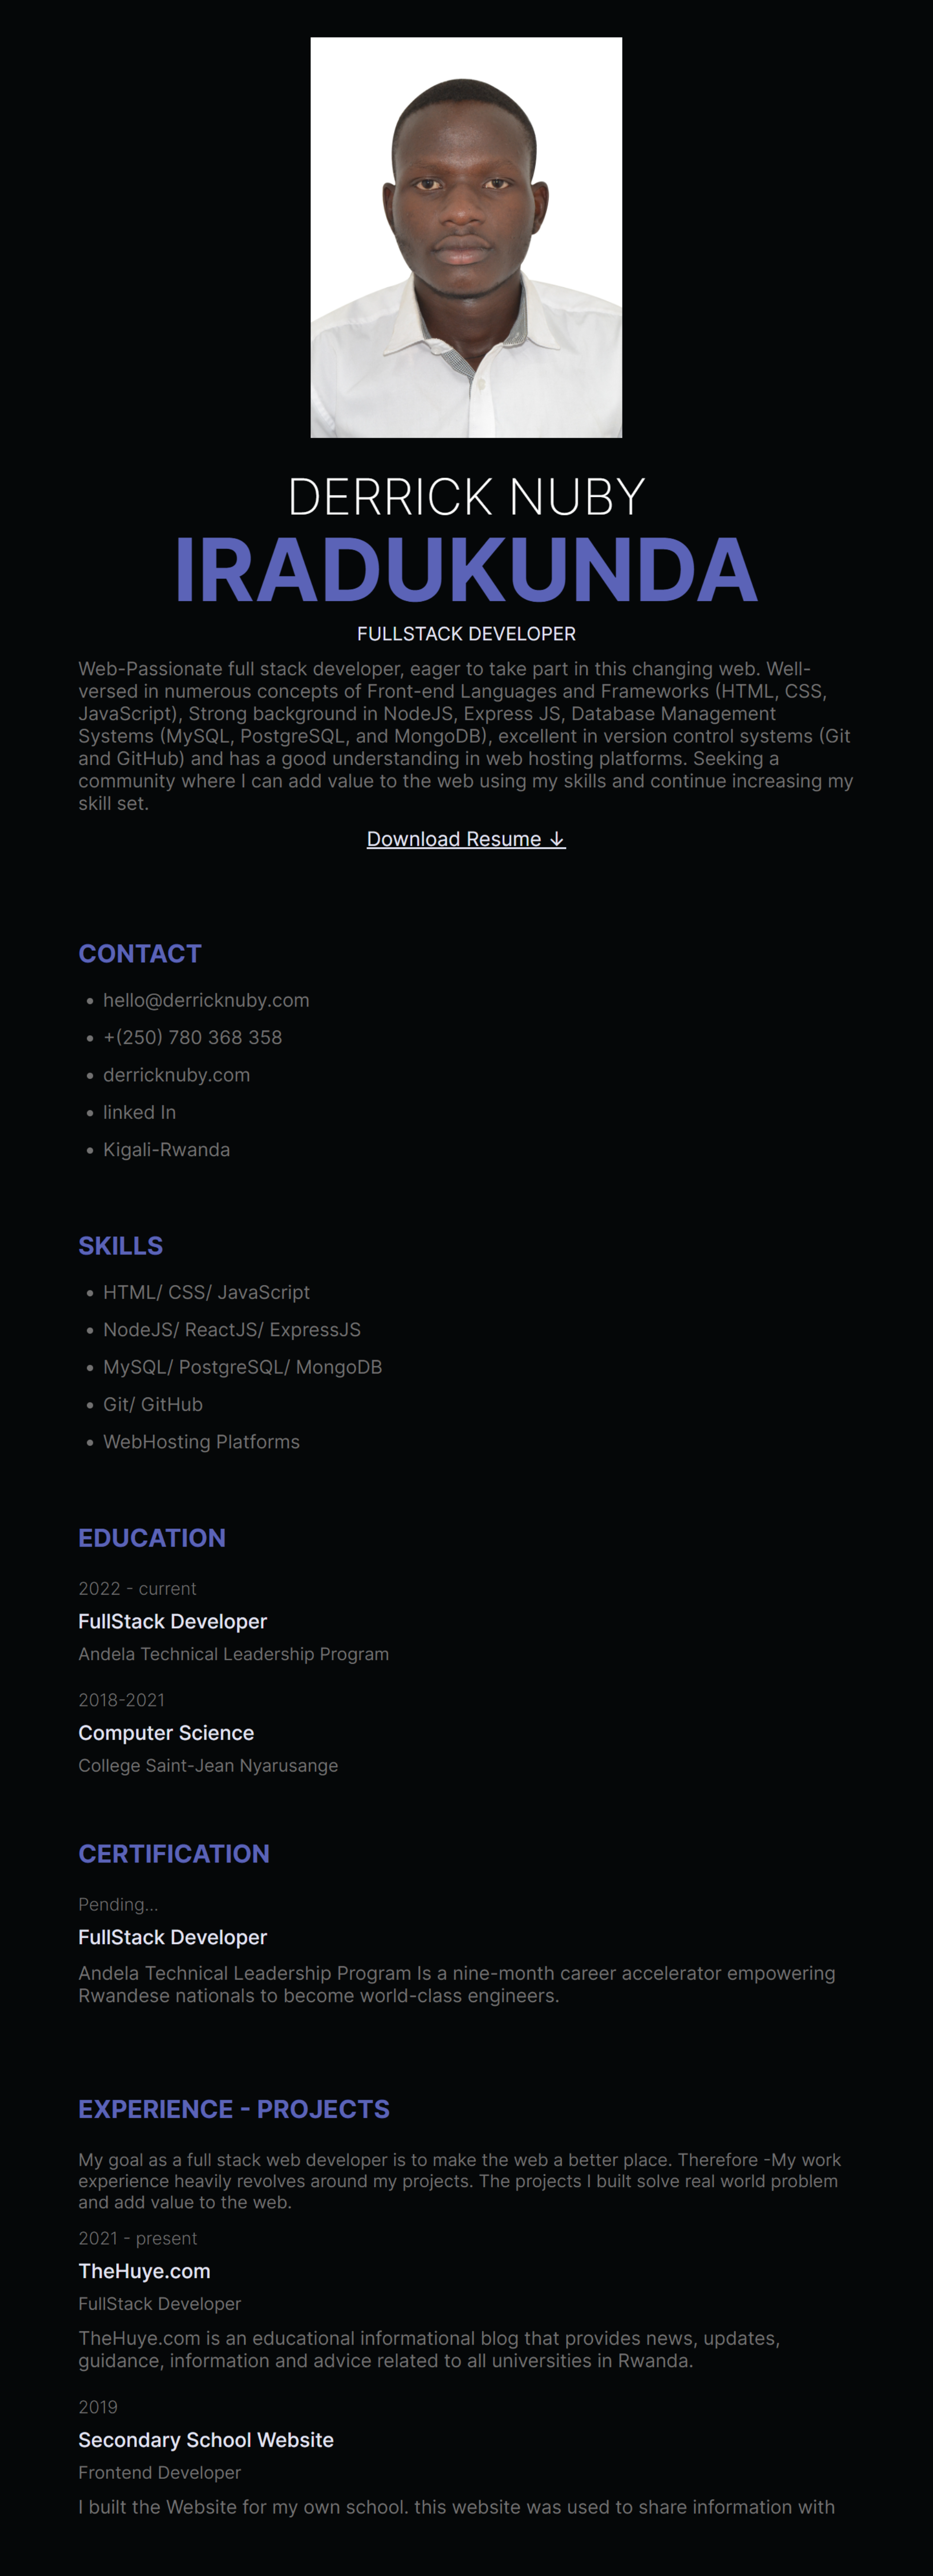 DERRICK NUBY
IRADUKUNDA
FULLSTACK DEVELOPER
Web-Passionate full stack developer, eager to take part in this changing web. Well-
versed in numerous concepts of Front-end Languages and Frameworks (HTML, CSS,
JavaScript), Strong background in NodeJS, Express JS, Database Management
Systems (MySQL, PostgreSQL, and MongoDB), excellent in version control systems (Git
and GitHub) and has a good understanding in web hosting platforms. Seeking a
community where I can add value to the web using my skills and continue increasing my
skill set.
Download Resume ↓
CONTACT
• hello@derricknuby.com
• +(250) 780 368 358
• derricknuby.com
• linked In
• Kigali-Rwanda
SKILLS
• HTML/ CSS/ JavaScript
• NodeJS/ ReactJS/ ExpressJS
• MySQL/ PostgreSQL/ MongoDB
• Git/ GitHub
• WebHosting Platforms
EDUCATION
2022 - current
FullStack Developer
Andela Technical Leadership Program
2018-2021
Computer Science
College Saint-Jean Nyarusange
CERTIFICATION
Pending...
FullStack Developer
Andela Technical Leadership Program Is a nine-month career accelerator empowering
Rwandese nationals to become world-class engineers.
EXPERIENCE - PROJECTS
My goal as a full stack web developer is to make the web a better place. Therefore -My work
experience heavily revolves around my projects. The projects I built solve real world problem
and add value to the web.
2021 - present
TheHuye.com
FullStack Developer
TheHuye.com is an educational informational blog that provides news, updates,
guidance, information and advice related to all universities in Rwanda.
2019
Secondary School Website
Frontend Developer
I built the Website for my own school. this website was used to share information with